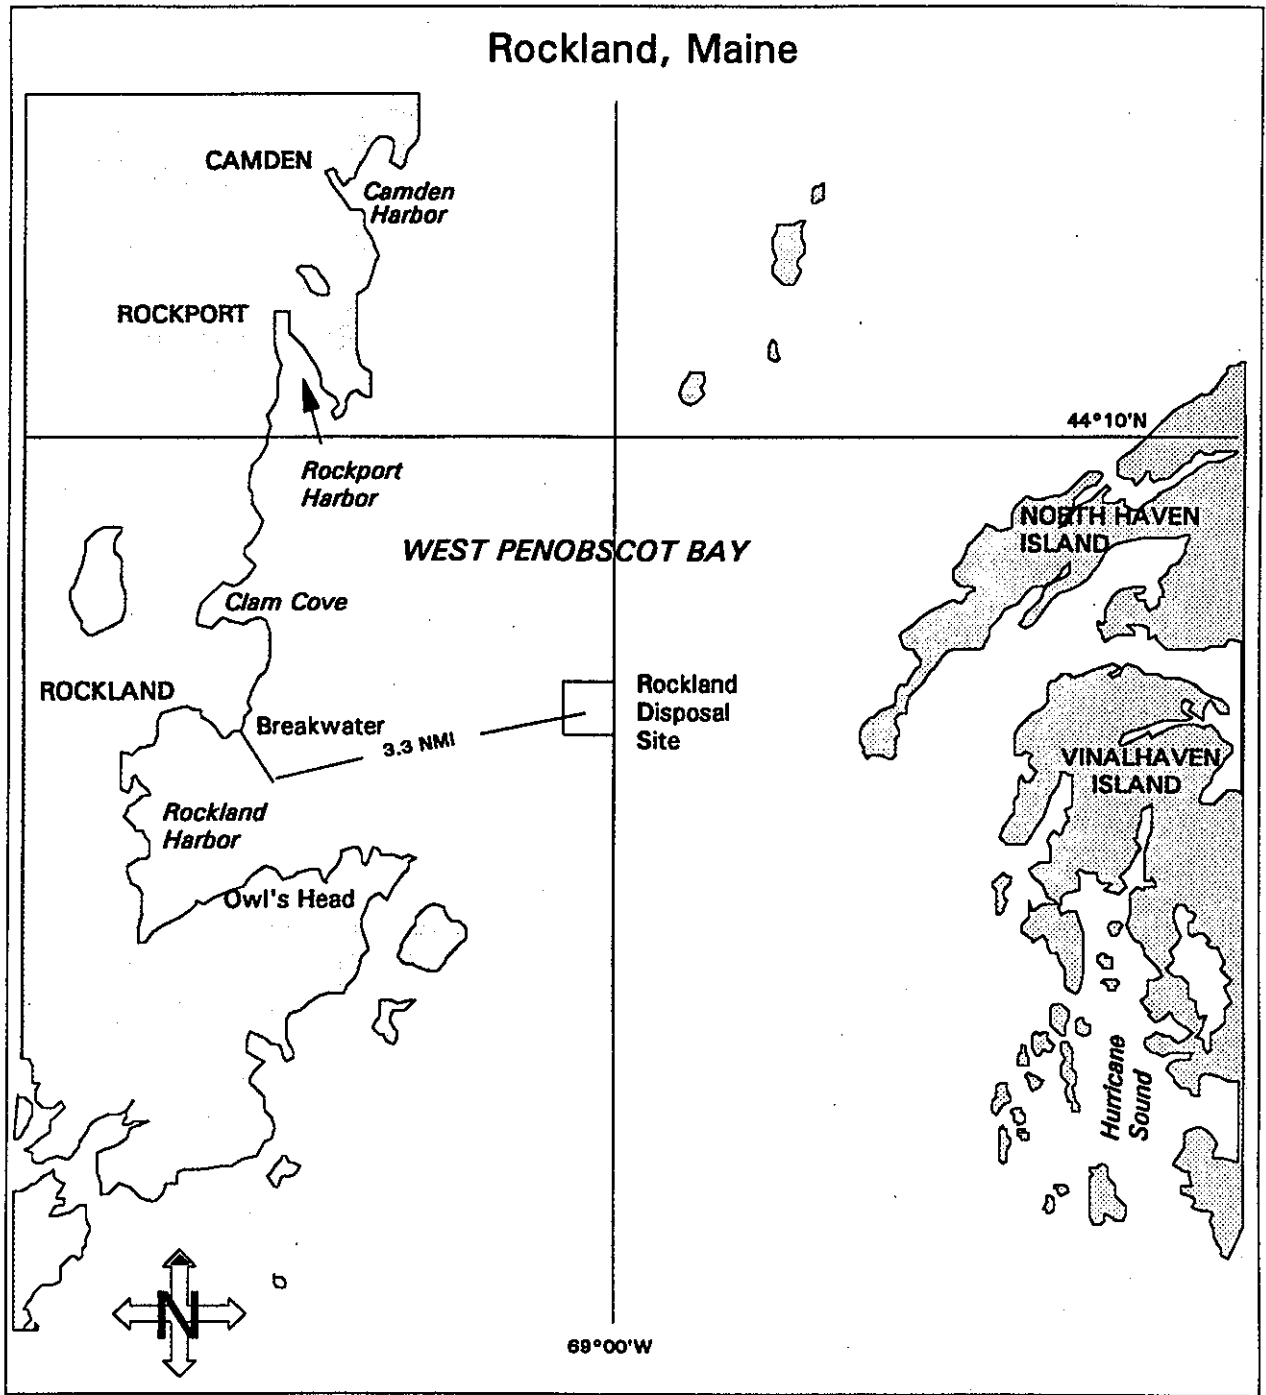 Rockland, Maine
CAMDEN
Camden
Harbor
ROCKPORT
44°10'N
Rockport
Harbor
NORTH HAVEN
ISLAND
WEST PENOBSCOT BAY
Clam Cove
ROCKLAND
Rockland
Disposal
Site
Breakwater
3.3 NMI
VINALHAVEN
ISLAND
Rockland
Harbor
Owl's Head
Hurricane
Sound
N
69°00'W